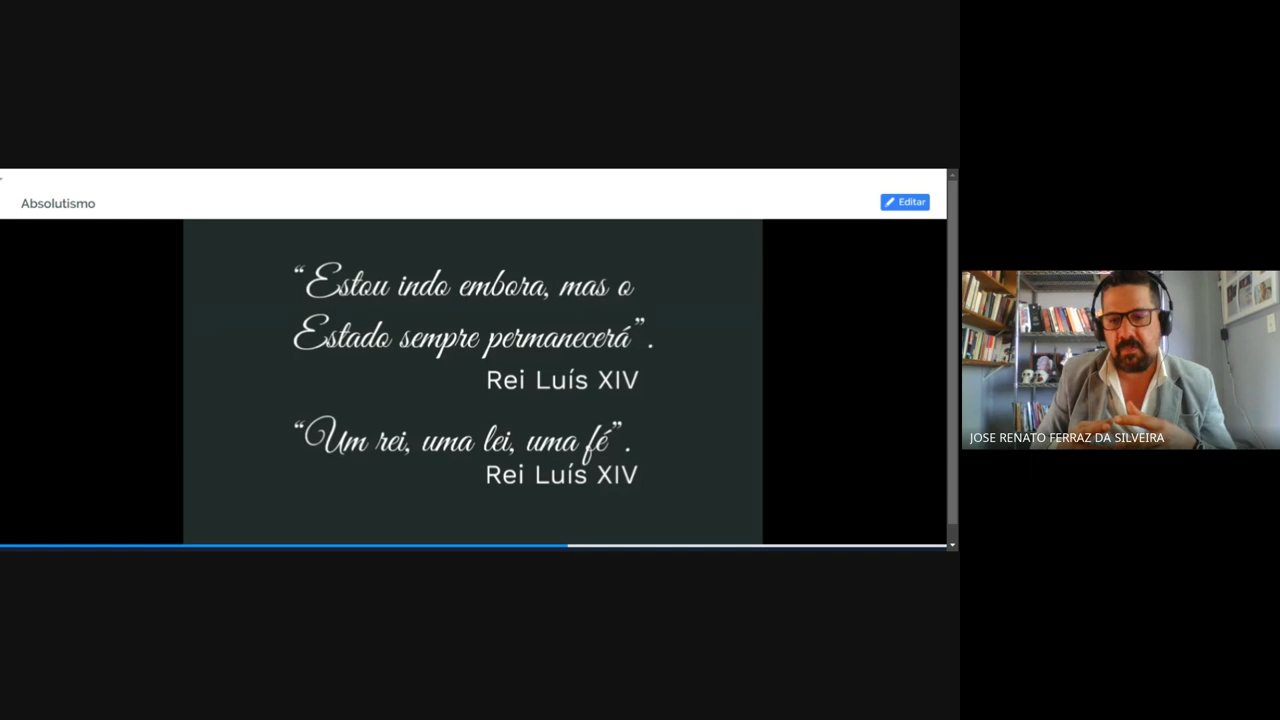 Absolutismo
Editar
“Estou indo embora, mas o
Estado sempre permanecerá”.
Rei Luís XIV
“Um rei, uma lei, uma fé”.
Rei Luís XIV
JOSE RENATO FERRAZ DA SILVEIRA